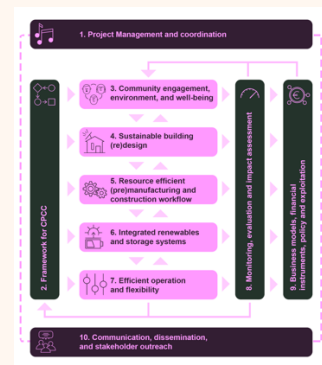 1. Project Management and coordination
2. Framework for CPCC
3. Community engagement,
environment, and well-being
4. Sustainable building
(re)design
5. Resource efficient
(pre)manufacturing and
construction workflow
6. Integrated renewables
and storage systems
7. Efficient operation
and flexibility
8. Monitoring, evaluation and impact assessment
9. Business models, financial
instruments, policy and exploitation
10. Communication, dissemination,
and stakeholder outreach